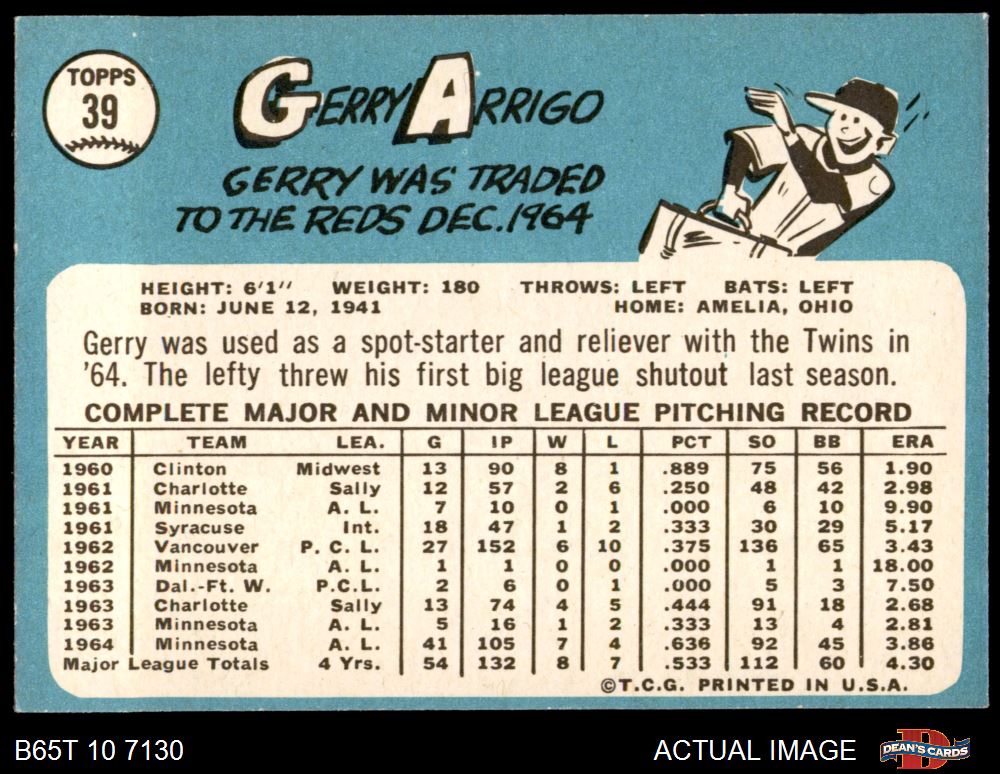 TOPPS
39
GERRY ARRIGO
GERRY WAS TRADED
TO THE REDS DEC. 1964
HEIGHT: 6'1" WEIGHT: 180 THROWS: LEFT BATS: LEFT
BORN: JUNE 12, 1941 HOME: AMELIA, OHIO
Gerry was used as a spot-starter and reliever with the Twins in
'64. The lefty threw his first big league shutout last season.
COMPLETE MAJOR AND MINOR LEAGUE PITCHING RECORD
YEAR TEAM LEA. G IP W L PCT SO BB ERA
1960 Clinton Midwest 13 90 8 1 .889 75 56 1.90
1961 Charlotte Sally 12 57 2 6 .250 48 42 2.98
1961 Minnesota A. L. 7 10 0 1 .000 6 10 9.90
1961 Syracuse Int. 18 47 1 2 .333 30 29 5.17
1962 Vancouver P. C. L. 27 152 6 10 .375 136 65 3.43
1962 Minnesota A. L. 1 1 0 0 .000 1 1 18.00
1963 Dal.-Ft. W. P.C.L. 2 6 0 1 .000 5 3 7.50
1963 Charlotte Sally 13 74 4 5 .444 91 18 2.68
1963 Minnesota A. L. 5 16 1 2 .333 13 4 2.81
1964 Minnesota A. L. 41 105 7 4 .636 92 45 3.86
Major League Totals 4 Yrs. 54 132 8 7 .533 112 60 4.30
©T.C.G. PRINTED IN U.S.A.
B65T 10 7130 ACTUAL IMAGE DEAN'S CARDS